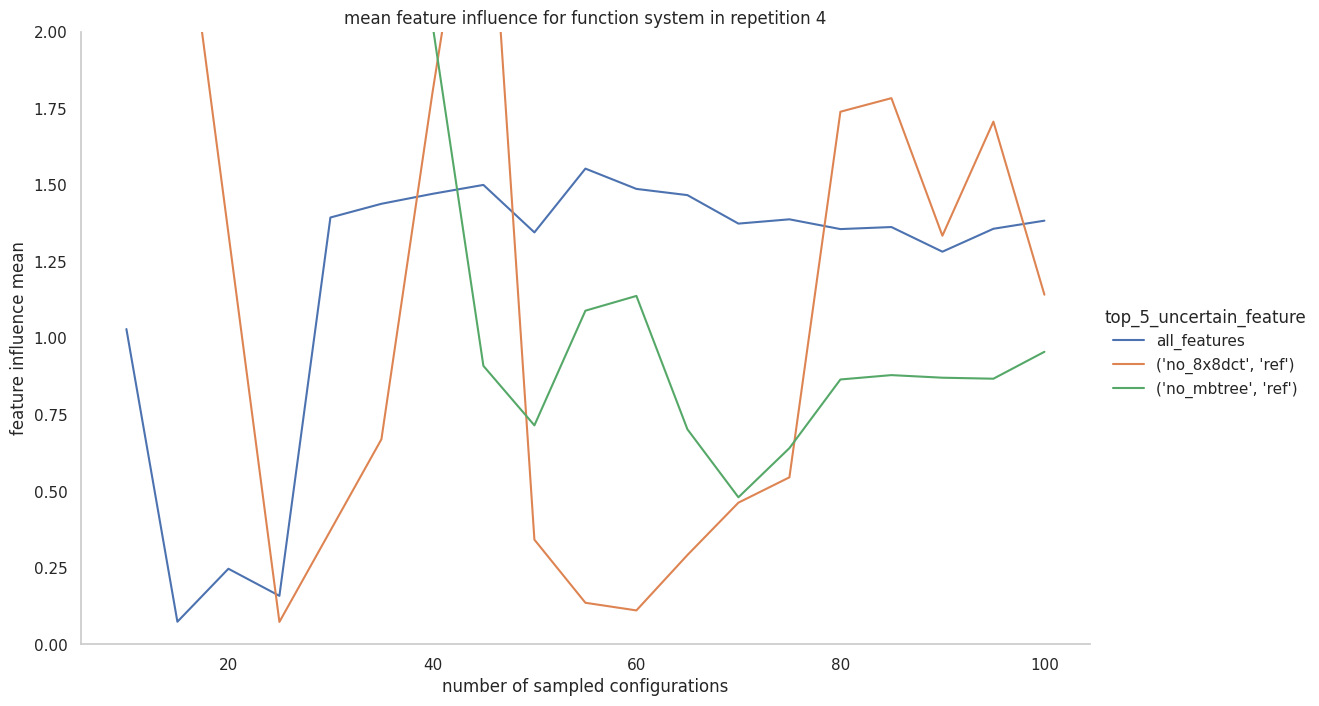 mean feature influence for function system in repetition 4
2.00
1.75
1.50
1.25
1.00
0.75
0.50
0.25
0.00
feature influence mean
20
40
60
80
100
number of sampled configurations
top_5_uncertain_feature
all_features
('no_8x8dct', 'ref')
('no_mbtree', 'ref')